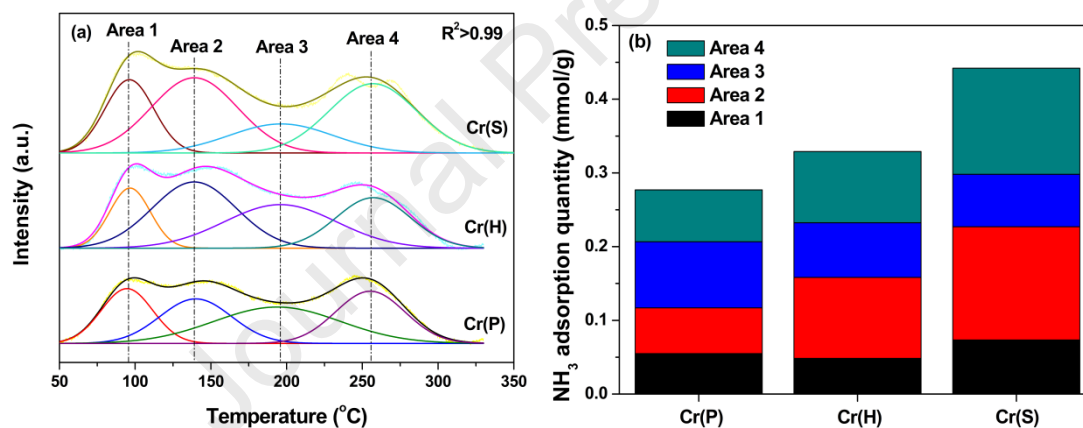 (a)
Area 1
Area 2
Area 3
Area 4
R²>0.99
Cr(S)
Cr(H)
Cr(P)
Intensity (a.u.)
50 100 150 200 250 300 350
Temperature (°C)
(b)
Area 4
Area 3
Area 2
Area 1
0.5
0.4
0.3
0.2
0.1
0.0
NH₃ adsorption quantity (mmol/g)
Cr(P) Cr(H) Cr(S)
Journal Pre